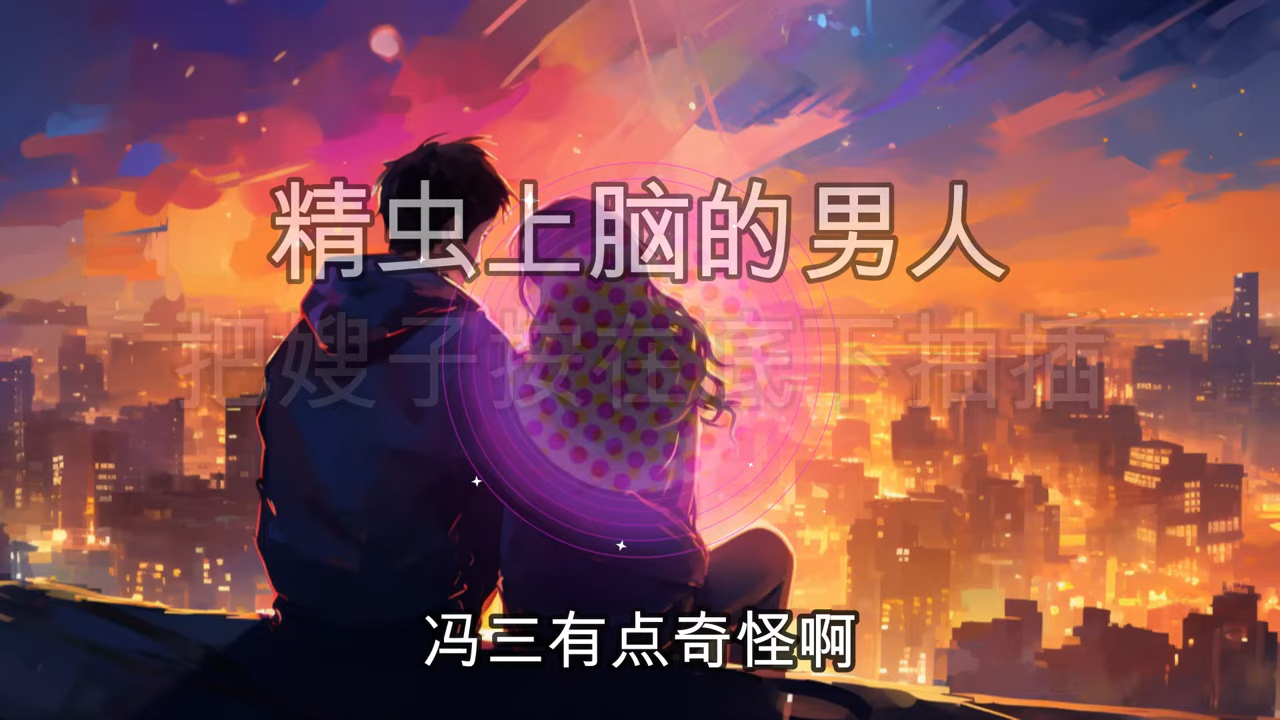 精虫上脑的男人
把嫂子按在底下抽插
冯三有点奇怪啊